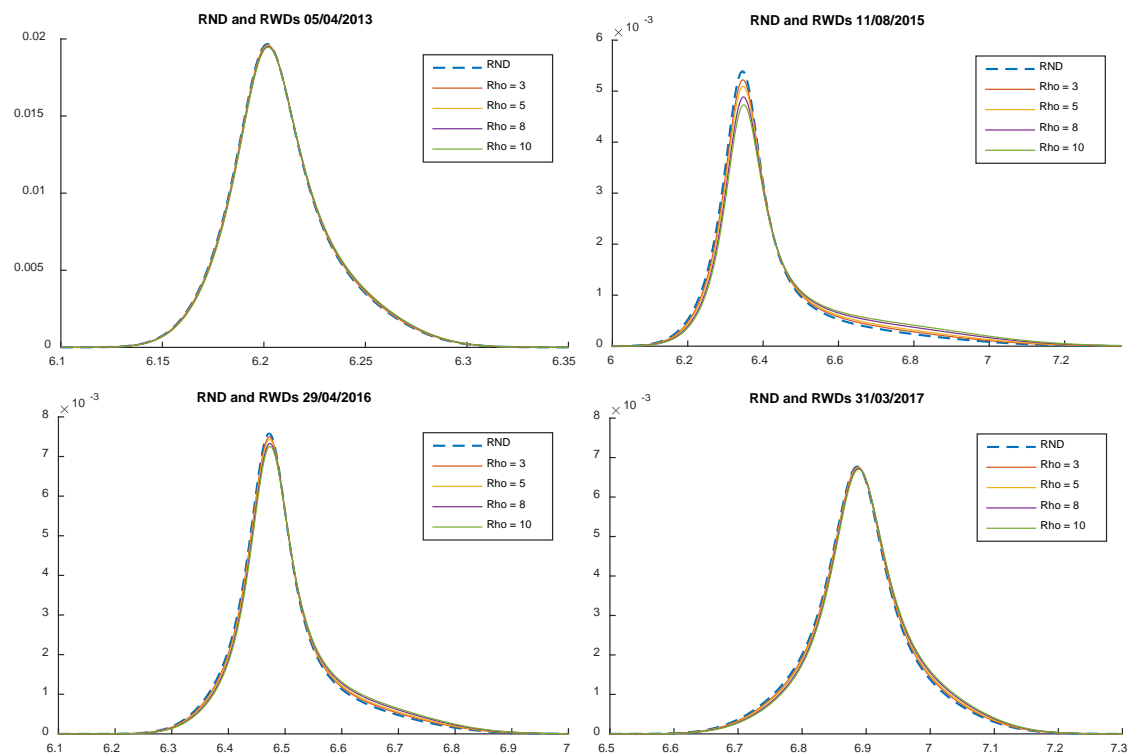 RND and RWDs 05/04/2013
0.02
0.015
0.01
0.005
0
6.1
6.15
6.2
6.25
6.3
6.35
RND
Rho = 3
Rho = 5
Rho = 8
Rho = 10
RND and RWDs 11/08/2015
× 10 -3
6
5
4
3
2
1
0
6
6.2
6.4
6.6
6.8
7
7.2
RND
Rho = 3
Rho = 5
Rho = 8
Rho = 10
RND and RWDs 29/04/2016
× 10 -3
8
7
6
5
4
3
2
1
0
6.1
6.2
6.3
6.4
6.5
6.6
6.7
6.8
6.9
7
RND
Rho = 3
Rho = 5
Rho = 8
Rho = 10
RND and RWDs 31/03/2017
× 10 -3
8
7
6
5
4
3
2
1
0
6.5
6.6
6.7
6.8
6.9
7
7.1
7.2
7.3
RND
Rho = 3
Rho = 5
Rho = 8
Rho = 10